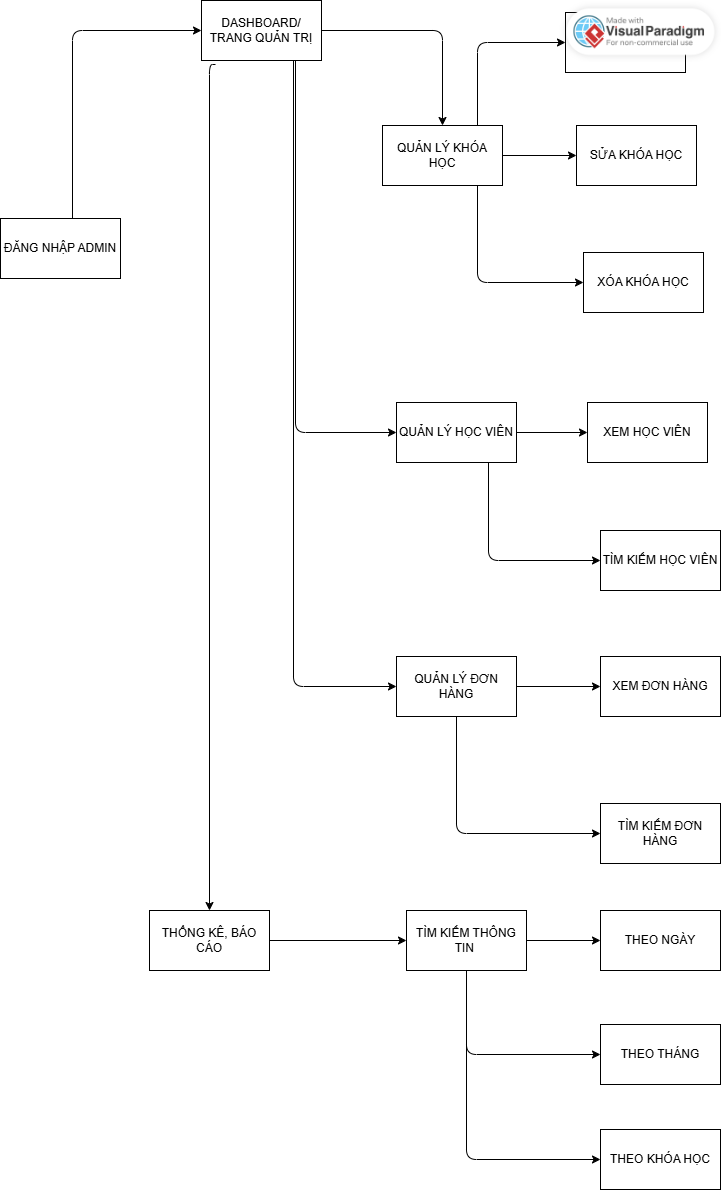 DASHBOARD/
TRANG QUẢN TRỊ
Made with
VisualParadigm
For non-commercial use
QUẢN LÝ KHÓA
HỌC
SỬA KHÓA HỌC
ĐĂNG NHẬP ADMIN
XÓA KHÓA HỌC
QUẢN LÝ HỌC VIÊN
XEM HỌC VIÊN
TÌM KIẾM HỌC VIÊN
QUẢN LÝ ĐƠN
HÀNG
XEM ĐƠN HÀNG
TÌM KIẾM ĐƠN
HÀNG
THỐNG KÊ, BÁO
CÁO
TÌM KIẾM THÔNG
TIN
THEO NGÀY
THEO THÁNG
THEO KHÓA HỌC